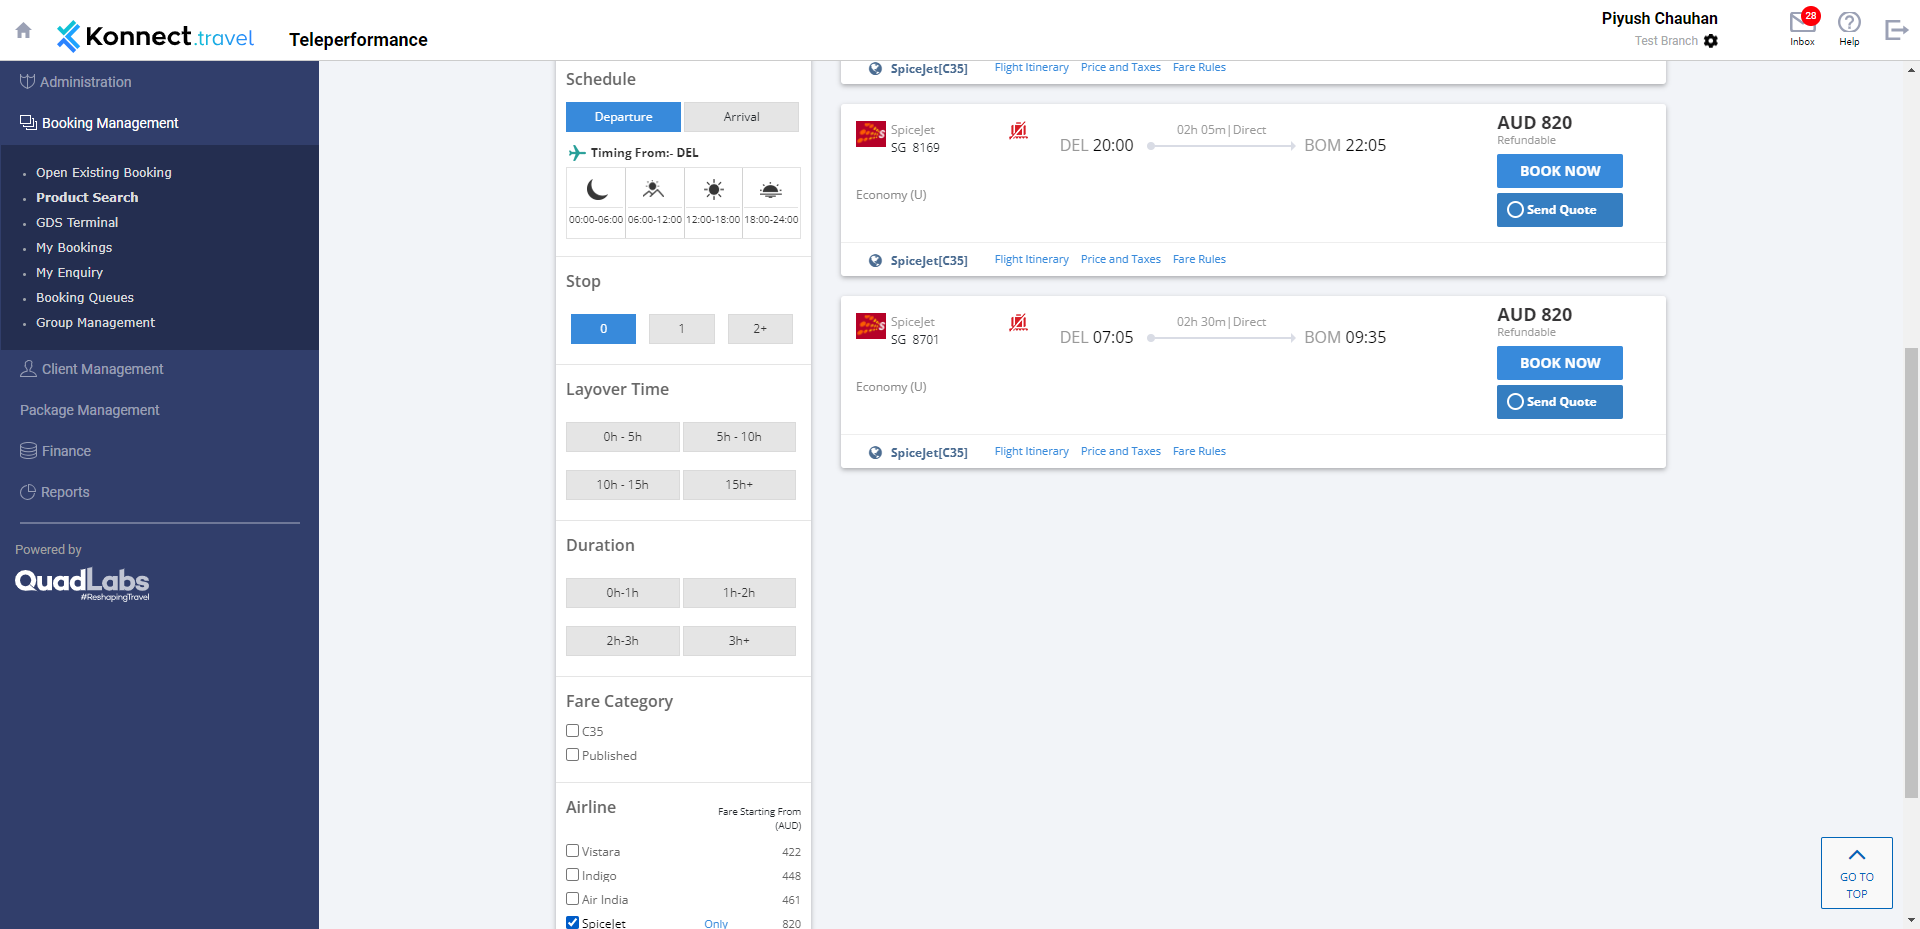 Konnect.travel
Teleperformance
Piyush Chauhan
Test Branch
28
Inbox
Help
Administration
Booking Management
Open Existing Booking
Product Search
GDS Terminal
My Bookings
My Enquiry
Booking Queues
Group Management
Client Management
Package Management
Finance
Reports
Powered by
QuadLabs
#ReshapingTravel
Schedule
Departure
Arrival
Timing From:- DEL
00:00-06:00 06:00-12:00 12:00-18:00 18:00-24:00
Stop
0 1 2+
Layover Time
0h - 5h 5h - 10h
10h - 15h 15h+
Duration
0h-1h 1h-2h
2h-3h 3h+
Fare Category
C35
Published
Airline
Fare Starting From
(AUD)
Vistara 422
Indigo 448
Air India 461
SpiceJet Only 820
SpiceJet[C35] Flight Itinerary Price and Taxes Fare Rules
SpiceJet
SG 8169
DEL 20:00
02h 05m|Direct
BOM 22:05
AUD 820
Refundable
BOOK NOW
Send Quote
Economy (U)
SpiceJet[C35] Flight Itinerary Price and Taxes Fare Rules
SpiceJet
SG 8701
DEL 07:05
02h 30m|Direct
BOM 09:35
AUD 820
Refundable
BOOK NOW
Send Quote
Economy (U)
SpiceJet[C35] Flight Itinerary Price and Taxes Fare Rules
GO TO
TOP